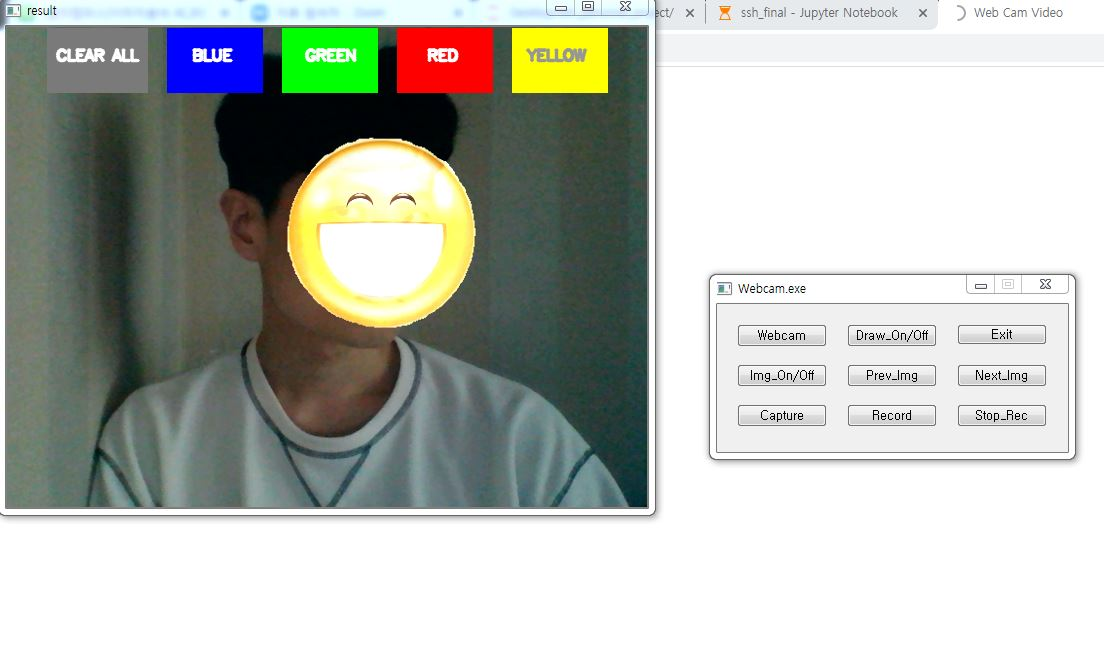 result
ect/
ssh_final - Jupyter Notebook
Web Cam Video
CLEAR ALL
BLUE
GREEN
RED
YELLOW
Webcam.exe
Webcam
Draw_On/Off
Exit
Img_On/Off
Prev_Img
Next_Img
Capture
Record
Stop_Rec